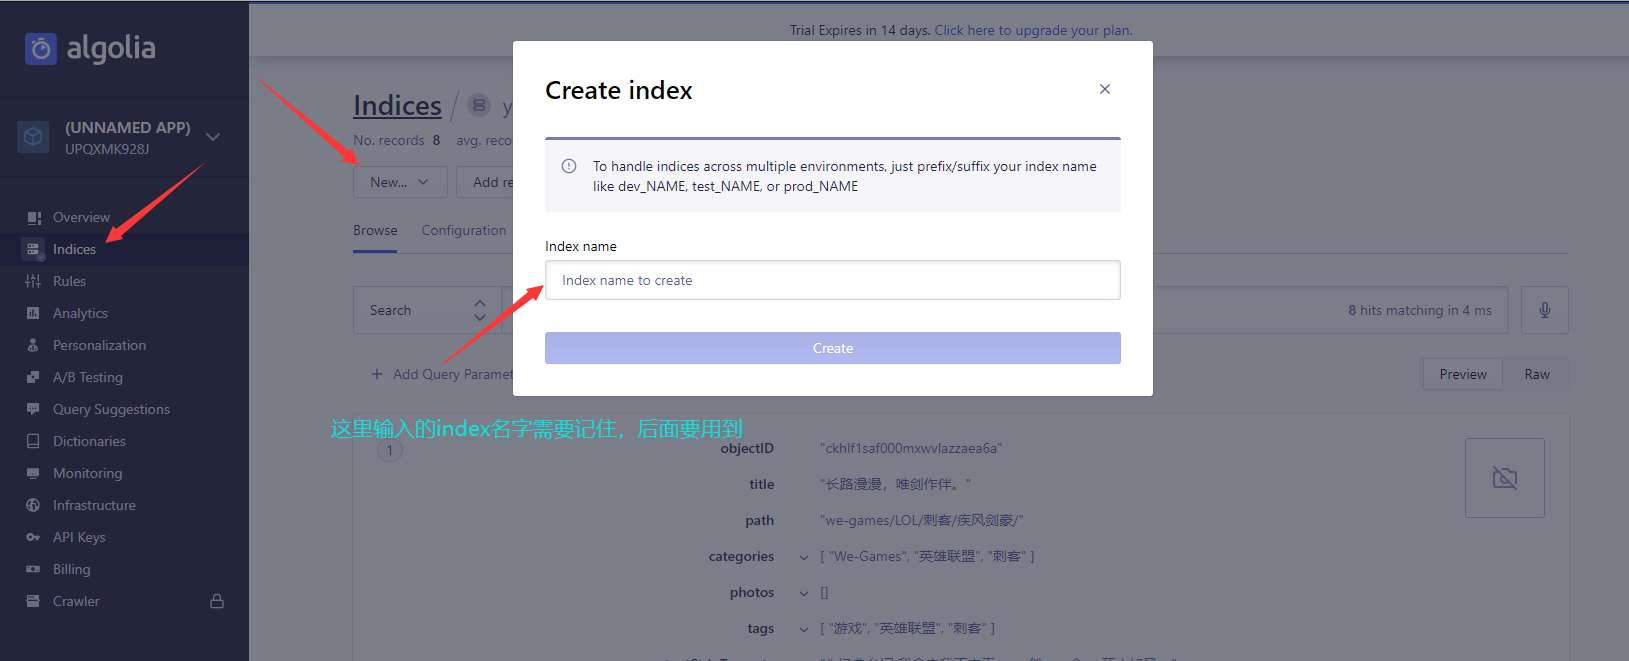 algolia
(UNNAMED APP)
UPQXMK928J
Overview
Indices
Rules
Analytics
Personalization
A/B Testing
Query Suggestions
Dictionaries
Monitoring
Infrastructure
API Keys
Billing
Crawler
Trial Expires in 14 days. Click here to upgrade your plan.
Indices / y
No. records 8 avg. reco
New... Add re
Browse Configuration
Search
8 hits matching in 4 ms
Add Query Paramet
Preview Raw
Create index
To handle indices across multiple environments, just prefix/suffix your index name
like dev_NAME, test_NAME, or prod_NAME
Index name
Index name to create
Create
这里输入的index名字需要记住，后面要用到
1
objectID "ckhlf1saf000mxwvlazzaea6a"
title "长路漫漫，唯剑作伴。"
path "we-games/LOL/刺客/疾风剑豪/"
categories [ "We-Games", "英雄联盟", "刺客" ]
photos []
tags [ "游戏", "英雄联盟", "刺客" ]